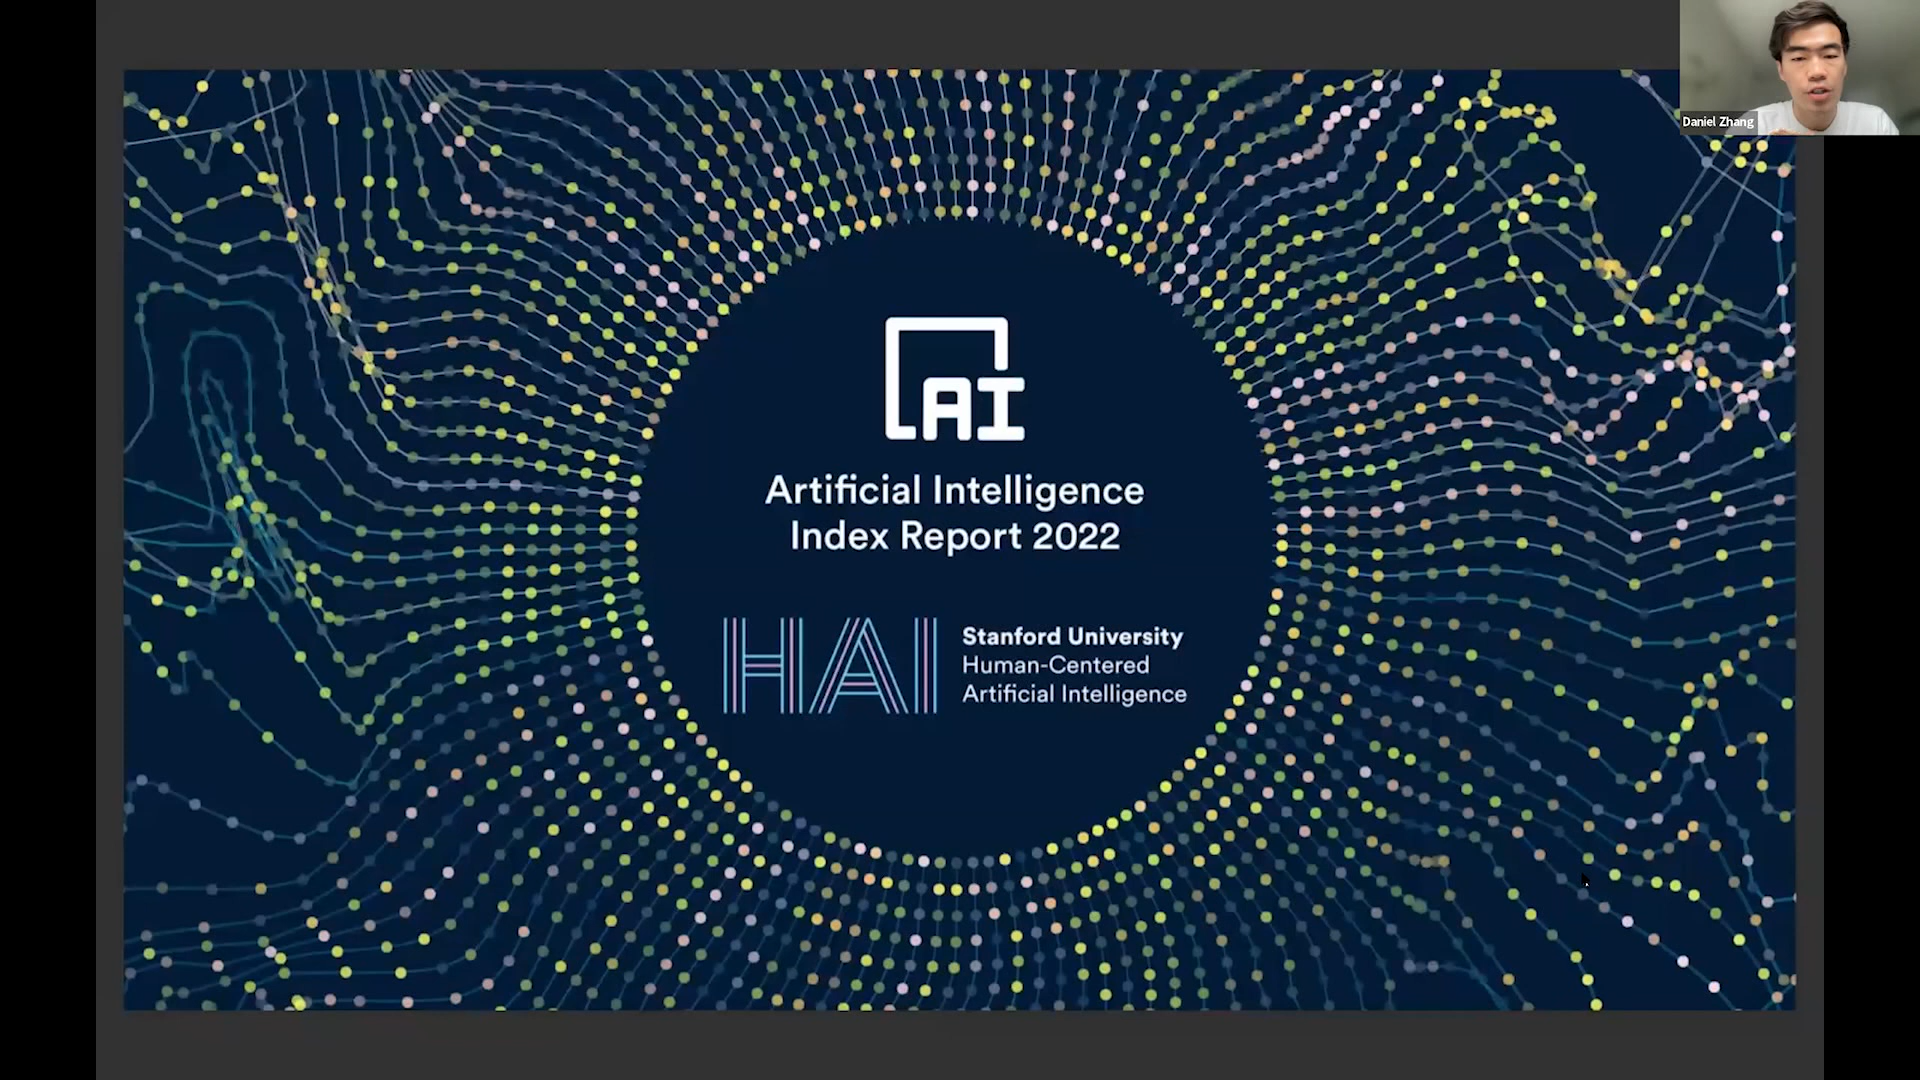 Daniel Zhang
AI
Artificial Intelligence
Index Report 2022
HAI
Stanford University
Human-Centered
Artificial Intelligence